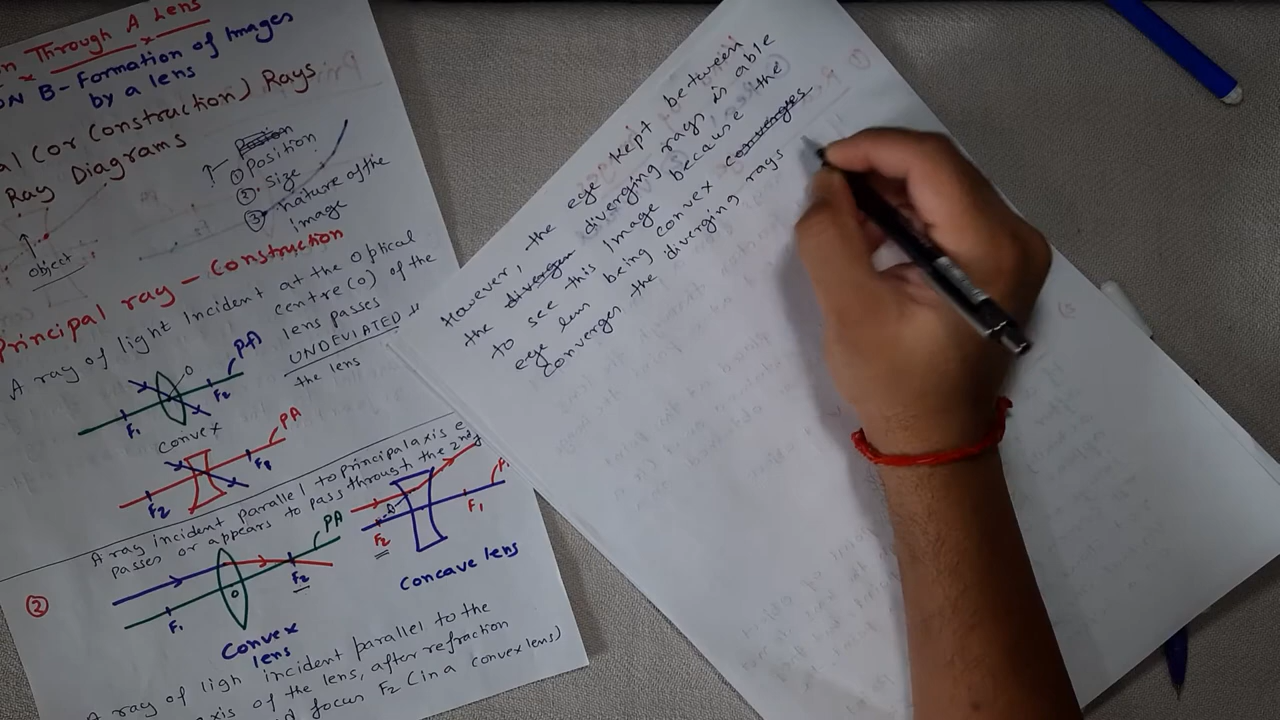 n Through A Lens
ON B- Formation of Images
by a lens
al (or Construction) Rays
Ray Diagrams
① Position
② Size
③ Nature of the
image
object
Principal ray - Construction
A ray of light Incident at the optical
centre (O) of the
lens passes
UNDEVIATED
the lens
O
PA
F2
F1
Convex
PA
F1
F2
A ray incident parallel to principal axis e
passes or appears to pass through the 2nd
②
PA
F2
O
F1
Convex
lens
F2
F1
Concave lens
A ray of ligh incident parallel to the
axis of the lens, after refraction
focus F2 (in a convex lens)
However, the eye kept between
the diverging rays is able
to see this Image because the
eye lens being convex converges
converges the diverging rays